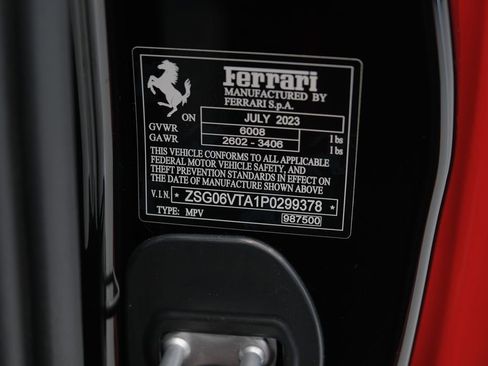 Ferrari
MANUFACTURED BY
FERRARI S.p.A.
ON JULY 2023
GVWR 6008 lbs
GAWR 2602 - 3406 lbs
THIS VEHICLE CONFORMS TO ALL APPLICABLE
FEDERAL MOTOR VEHICLE SAFETY, AND
THEFT PREVENTION STANDARDS IN EFFECT ON
THE DATE OF MANUFACTURE SHOWN ABOVE
V.I.N. * ZSG06VTA1P0299378 *
TYPE: MPV 987500